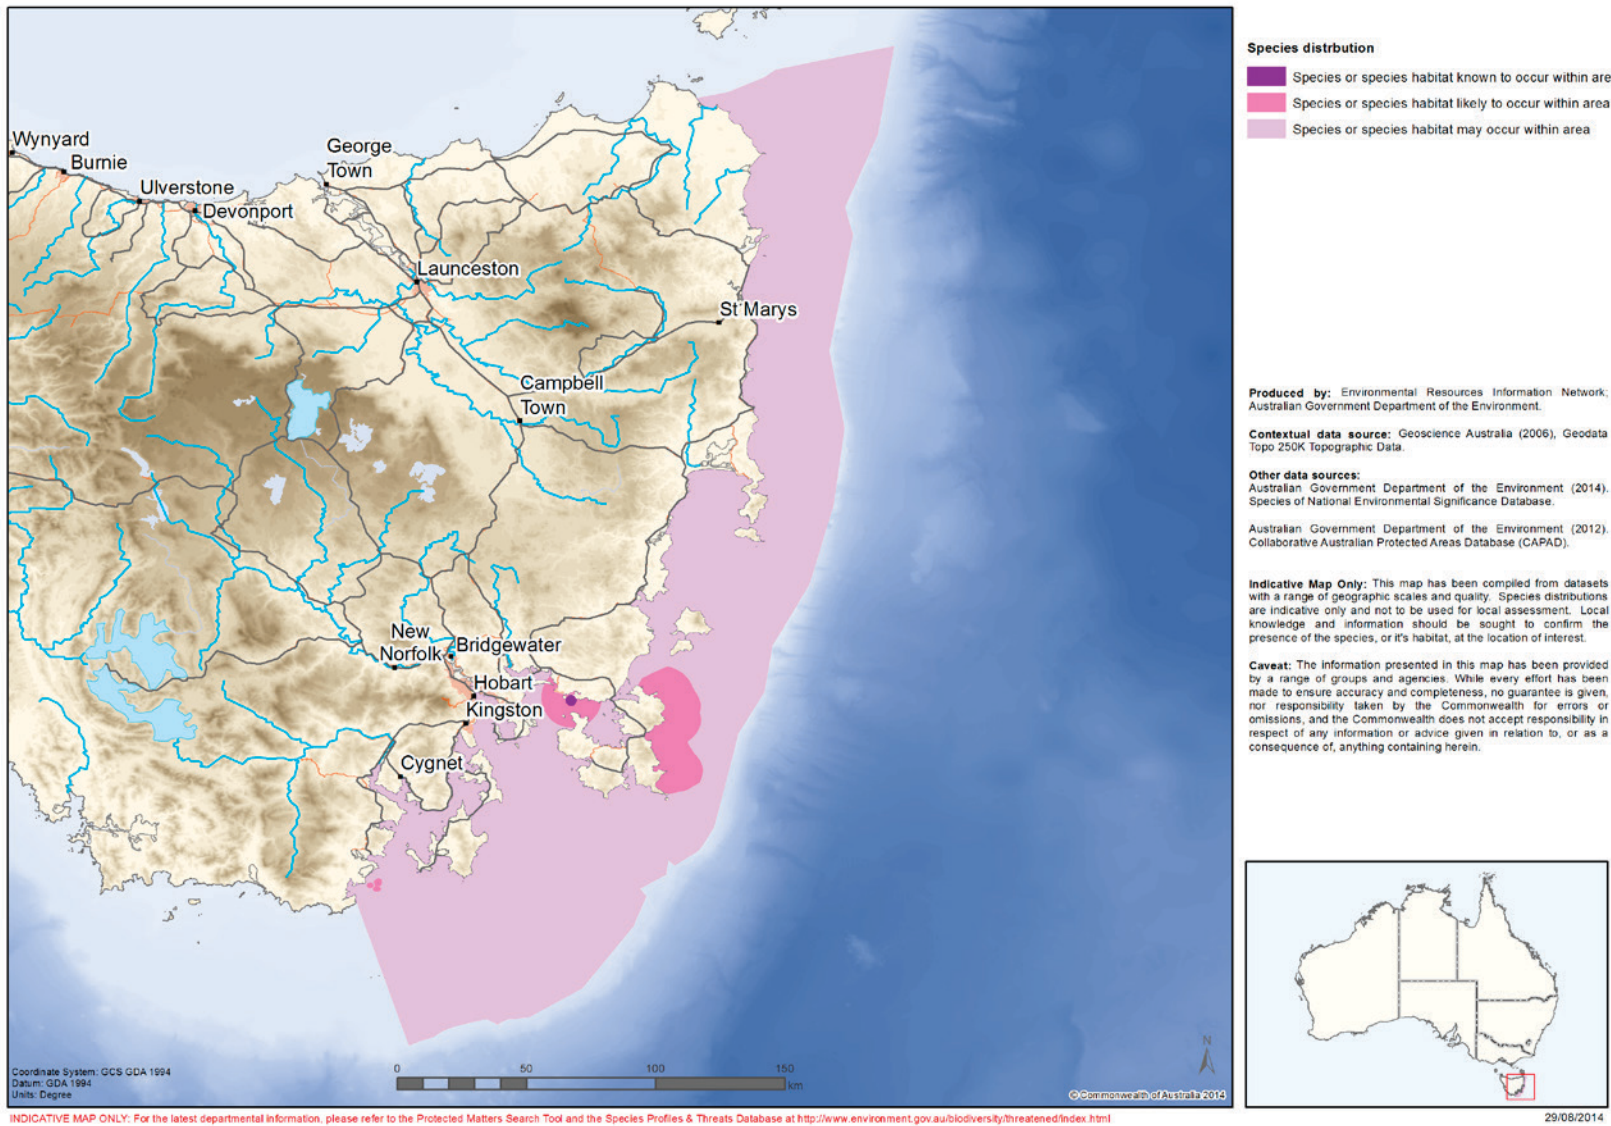 Wynyard
Burnie
Ulverstone
Devonport
George
Town
Launceston
St Marys
Campbell
Town
New
Norfolk
Bridgewater
Hobart
Kingston
Cygnet
Coordinate System: GCS GDA 1994
Datum: GDA 1994
Units: Degree
0 50 100 150
km
N
© Commonwealth of Australia 2014
Species distrbution
Species or species habitat known to occur within are
Species or species habitat likely to occur within area
Species or species habitat may occur within area
Produced by: Environmental Resources Information Network;
Australian Government Department of the Environment.
Contextual data source: Geoscience Australia (2006), Geodata
Topo 250K Topographic Data.
Other data sources:
Australian Government Department of the Environment (2014).
Species of National Environmental Significance Database.
Australian Government Department of the Environment (2012).
Collaborative Australian Protected Areas Database (CAPAD).
Indicative Map Only: This map has been compiled from datasets
with a range of geographic scales and quality. Species distributions
are indicative only and not to be used for local assessment. Local
knowledge and information should be sought to confirm the
presence of the species, or it's habitat, at the location of interest.
Caveat: The information presented in this map has been provided
by a range of groups and agencies. While every effort has been
made to ensure accuracy and completeness, no guarantee is given,
nor responsibility taken by the Commonwealth for errors or
omissions, and the Commonwealth does not accept responsibility in
respect of any information or advice given in relation to, or as a
consequence of, anything containing herein.
INDICATIVE MAP ONLY: For the latest departmental information, please refer to the Protected Matters Search Tool and the Species Profiles & Threats Database at http://www.environment.gov.au/biodiversity/threatened/index.html
29/08/2014